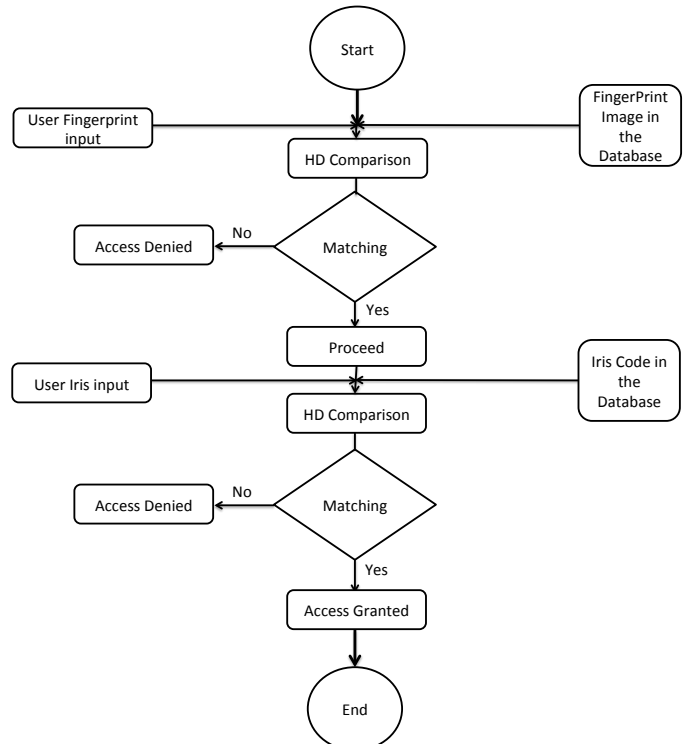 Start
User Fingerprint
input
FingerPrint
Image in
the
Database
HD Comparison
No
Access Denied
Matching
Yes
Proceed
User Iris input
Iris Code in
the
Database
HD Comparison
No
Access Denied
Matching
Yes
Access Granted
End